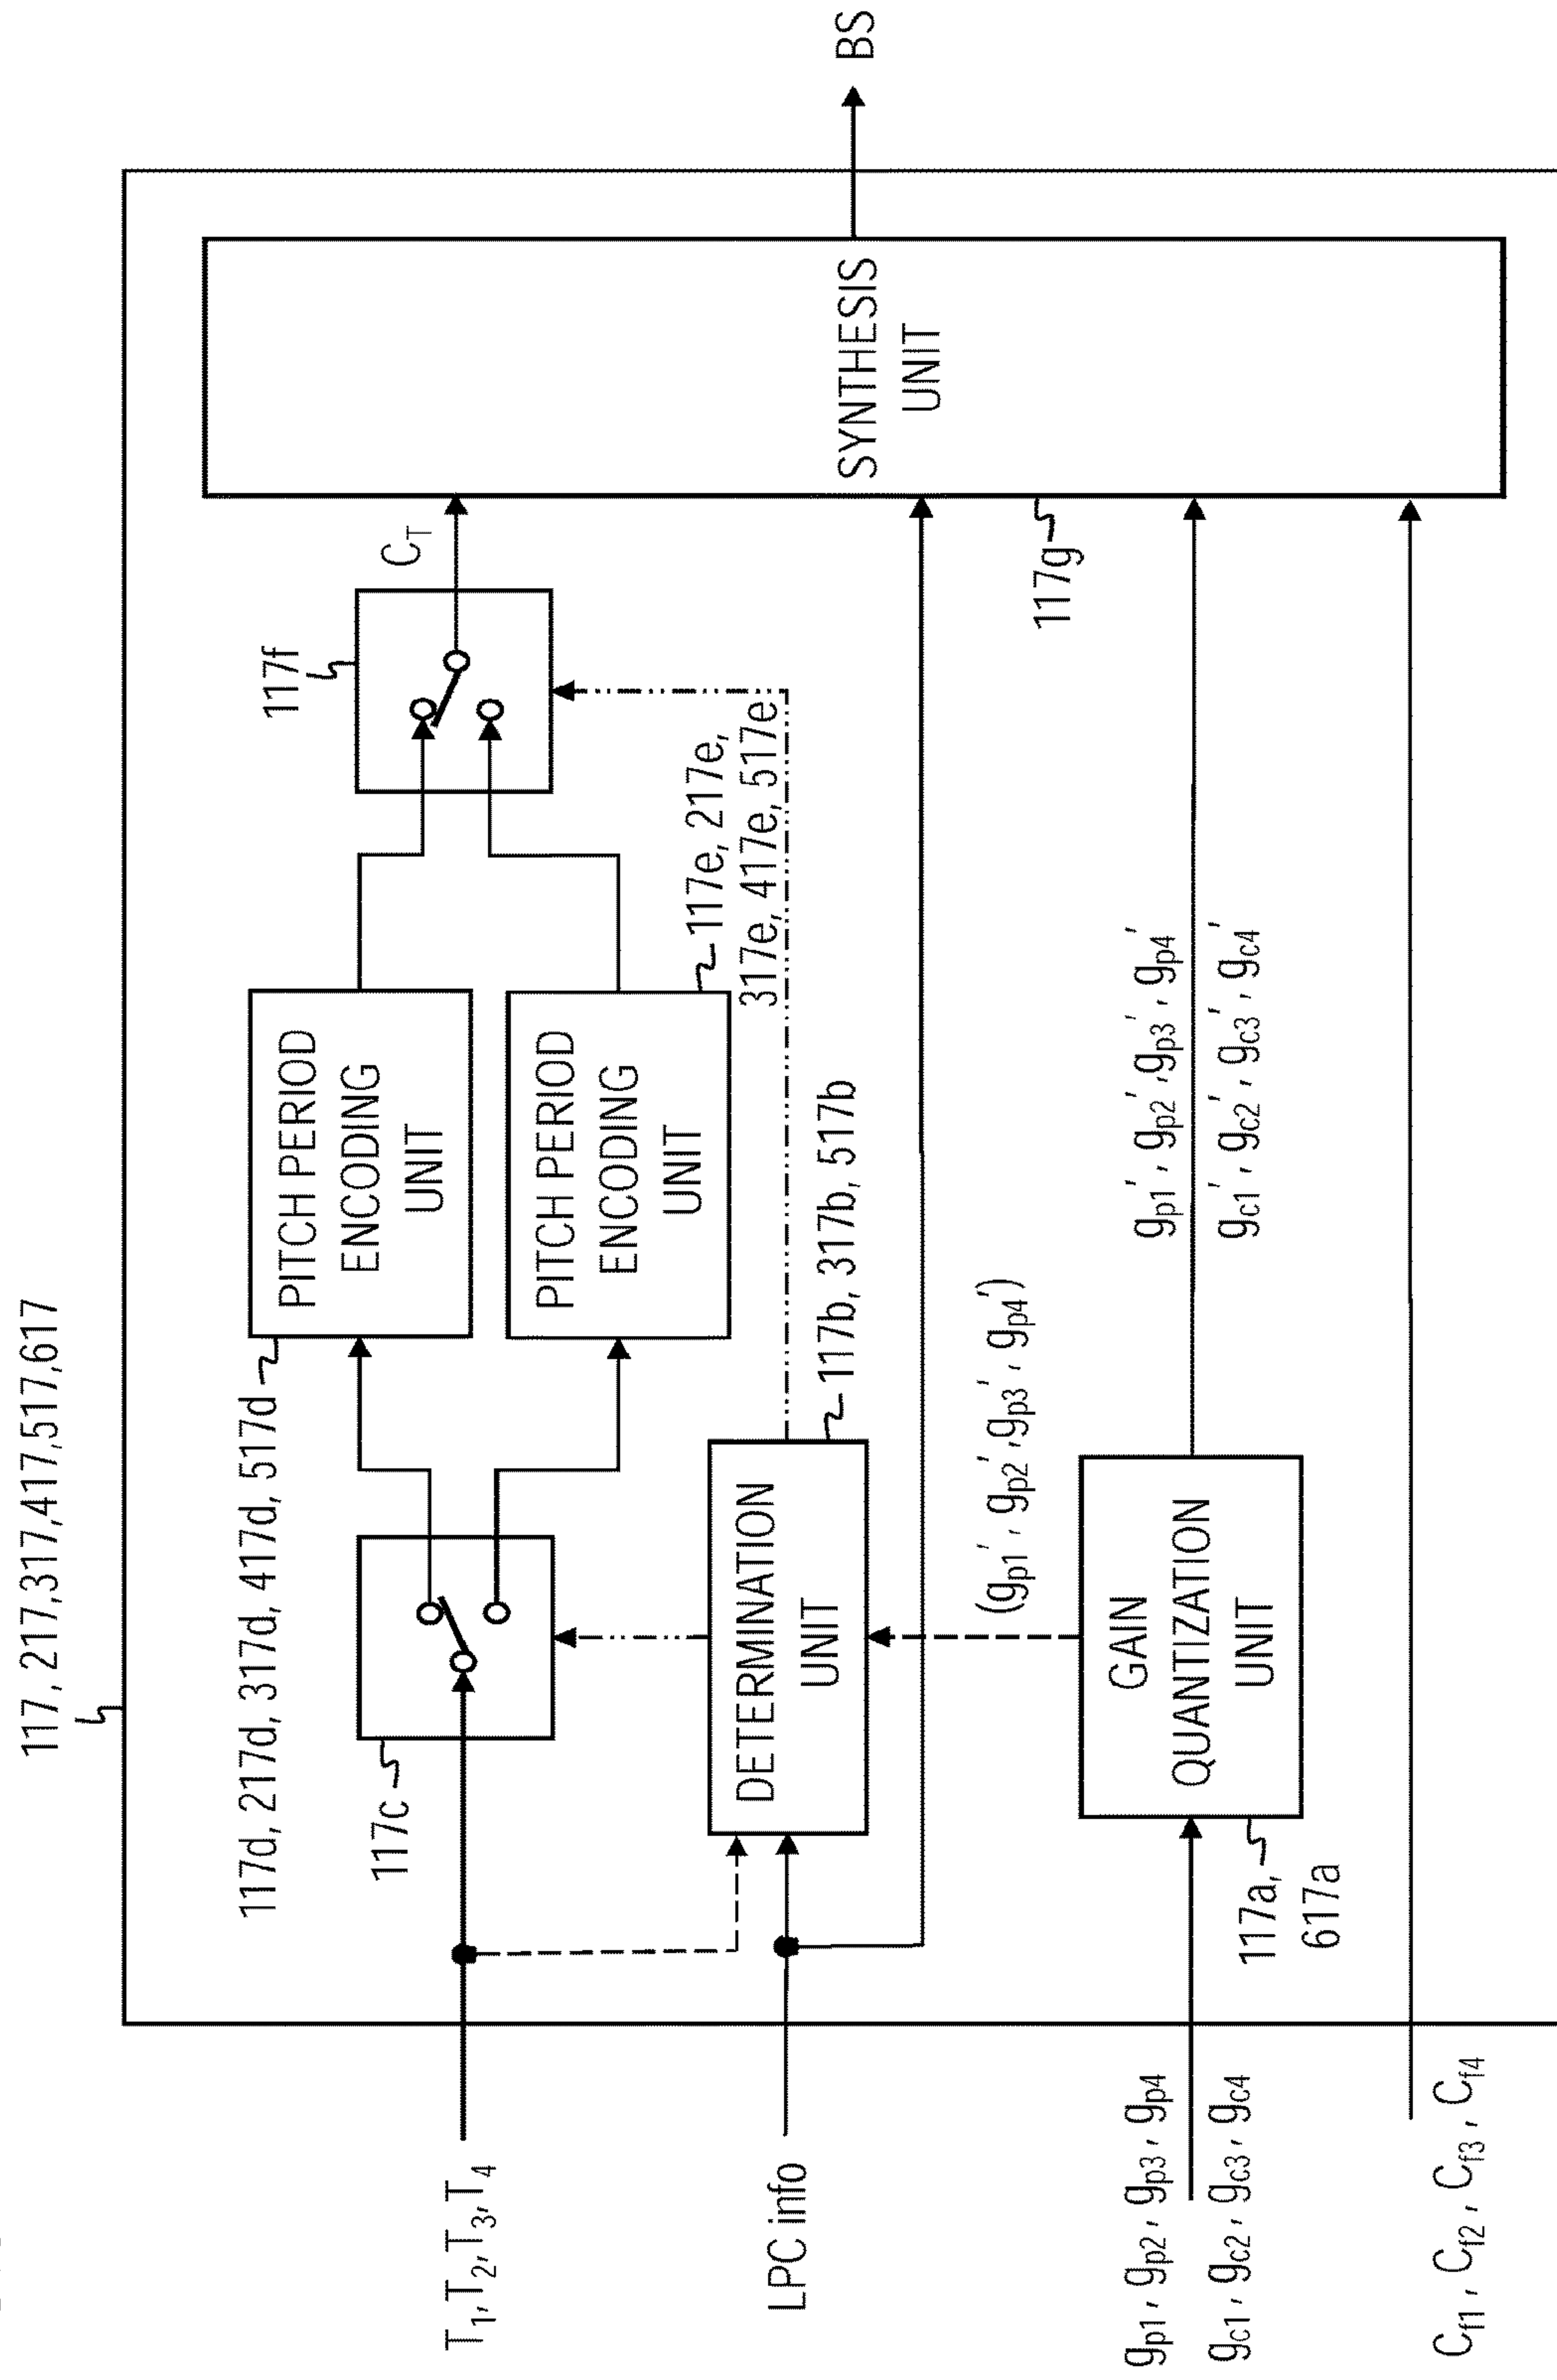 117, 217,317,417,517,617
117d, 217d, 317d, 417d, 517d
117c
PITCH PERIOD
ENCODING
UNIT
PITCH PERIOD
ENCODING
UNIT
117f
C_T
117e, 217e,
317e, 417e, 517e
SYNTHESIS
UNIT
BS
117g
T_1,T_2,T_3,T_4
LPC info
DETERMINATION
UNIT
117b, 317b, 517b
(g_p1', g_p2',g_p3', g_p4')
GAIN
QUANTIZATION
UNIT
117a,
617a
g_p1', g_p2',g_p3', g_p4'
g_c1', g_c2', g_c3', g_c4'
g_p1, g_p2, g_p3, g_p4
g_c1, g_c2, g_c3, g_c4
C_f1, C_f2, C_f3, C_f4